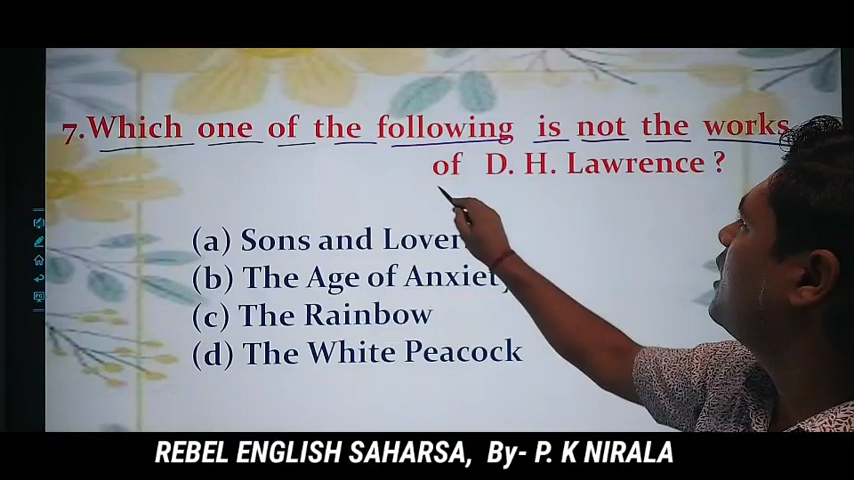 7.Which one of the following is not the works
of D. H. Lawrence ?
(a) Sons and Lover
(b) The Age of Anxiety
(c) The Rainbow
(d) The White Peacock
REBEL ENGLISH SAHARSA, By- P. K NIRALA